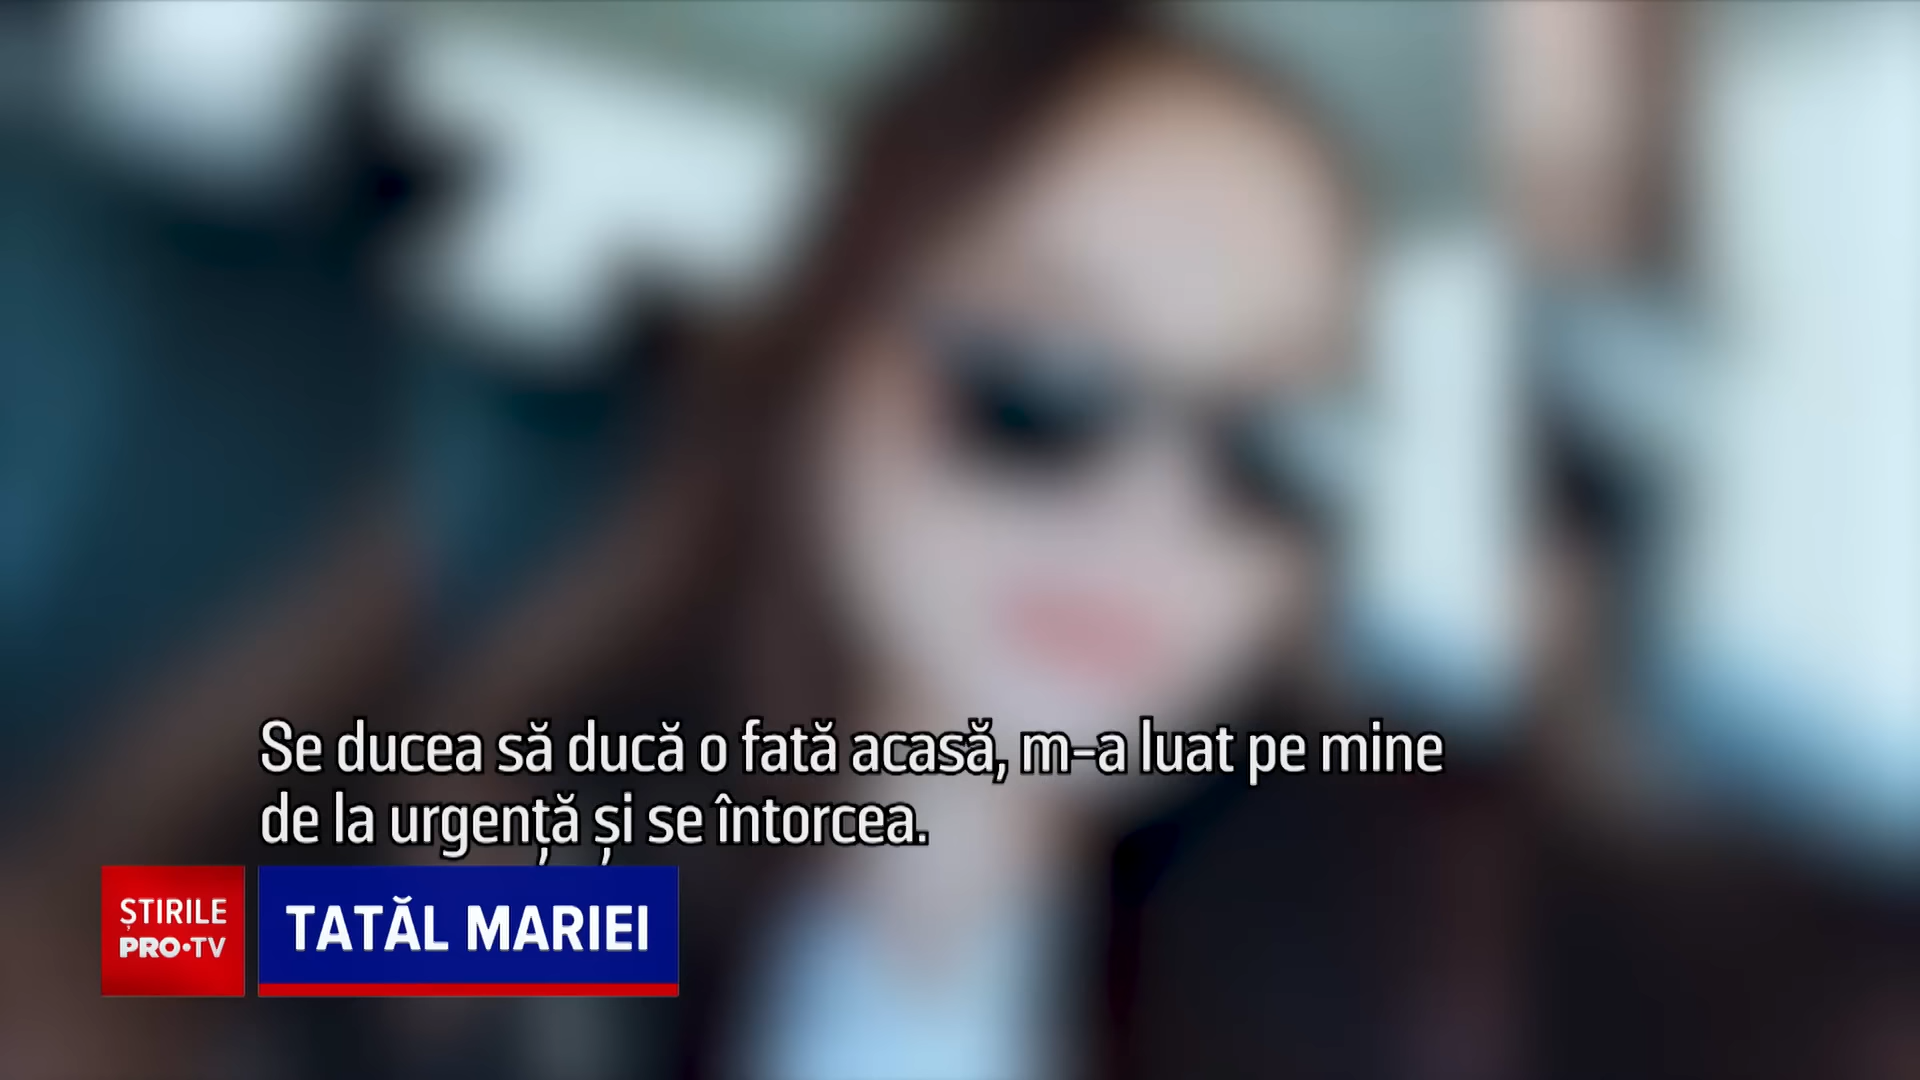 Se ducea să ducă o fată acasă, m-a luat pe mine
de la urgență și se întorcea.
ȘTIRILE
PRO•TV
TATĂL MARIEI